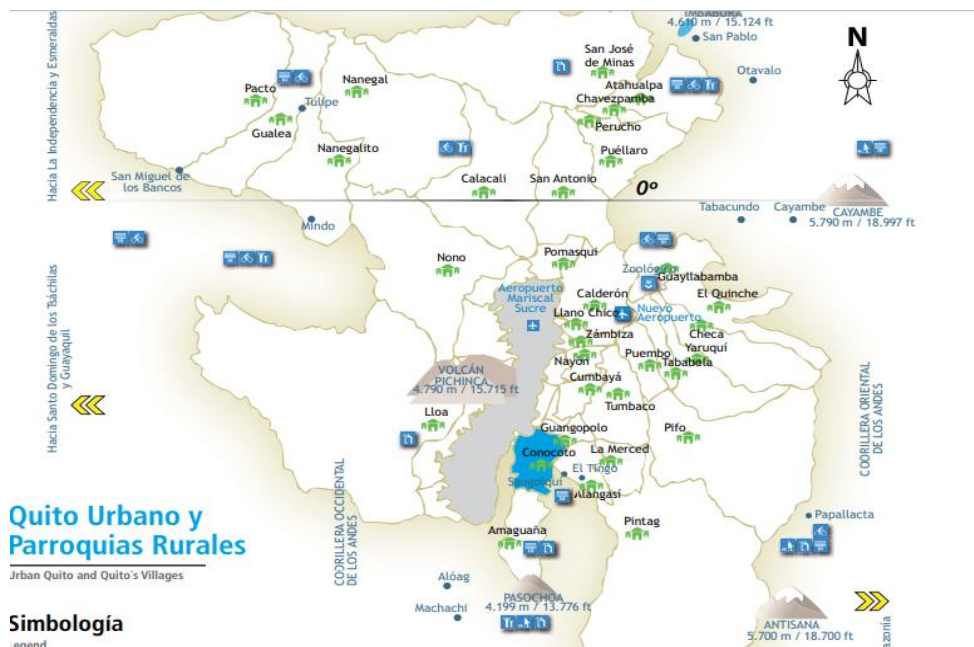 IMBABURA
4.610 m / 15.124 ft
San Pablo
N
Otavalo
San José
de Minas
Atahualpa
Chavezpamba
Perucho
Puéllaro
Pacto
Nanegal
Tulipe
Gualea
Nanegalito
San Miguel de
los Bancos
Calacalí
San Antonio
0º
Tabacundo
Cayambe
CAYAMBE
5.790 m / 18.997 ft
Mindo
Hacia La Independencia y Esmeraldas
Nono
Pomasqui
Zoológico
Guayllabamba
El Quinche
Aeropuerto
Mariscal
Sucre
Calderón
Llano Chico
Nuevo
Aeropuerto
Checa
Zámbiza
Yaruquí
Nayón
Puembo
Tababela
Cumbayá
Tumbaco
VOLCÁN
PICHINCA
4.790 m / 15.715 ft
Hacia Santo Domingo de los Tsáchilas
y Guayaquil
Lloa
Guangopolo
Pifo
Conocoto
La Merced
El Tingo
Sangolquí
Alangasí
COORILLERA ORIENTAL
DE LOS ANDES
COORILLERA OCCIDENTAL
DE LOS ANDES
Amaguaña
Pintag
Papallacta
Quito Urbano y
Parroquias Rurales
Urban Quito and Quito´s Villages
Alóag
Machachi
PASOCHOA
4.199 m / 13.776 ft
ANTISANA
5.700 m / 18.700 ft
Simbología
Legend